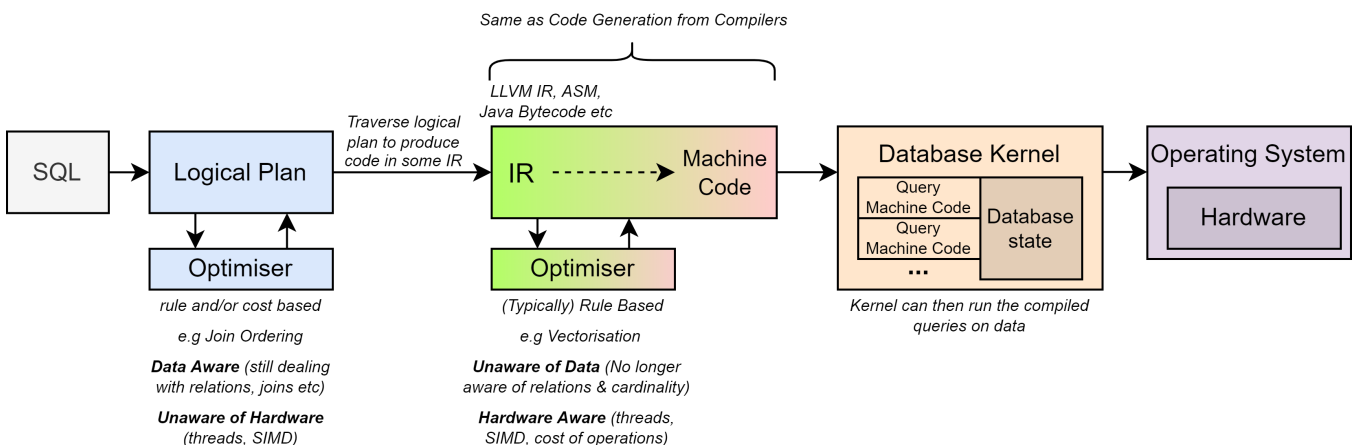 Same as Code Generation from Compilers
LLVM IR, ASM,
Java Bytecode etc
Traverse logical
plan to produce
code in some IR
SQL
Logical Plan
IR
Machine
Code
Database Kernel
Query
Machine Code
Query
Machine Code
...
Database
state
Operating System
Hardware
Optimiser
rule and/or cost based
e.g Join Ordering
Data Aware (still dealing
with relations, joins etc)
Unaware of Hardware
(threads, SIMD)
Optimiser
(Typically) Rule Based
e.g Vectorisation
Unaware of Data (No longer
aware of relations & cardinality)
Hardware Aware (threads,
SIMD, cost of operations)
Kernel can then run the compiled
queries on data